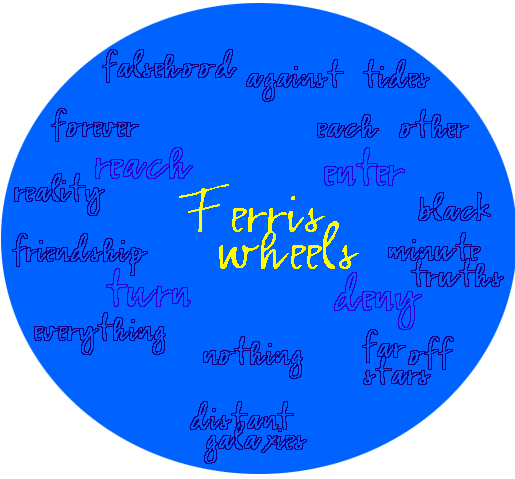 falsehood against tides
forever each other
reach enter
reality black
Ferris
wheels
friendship minute
truths
turn deny
everything
nothing far off
stars
distant
galaxies